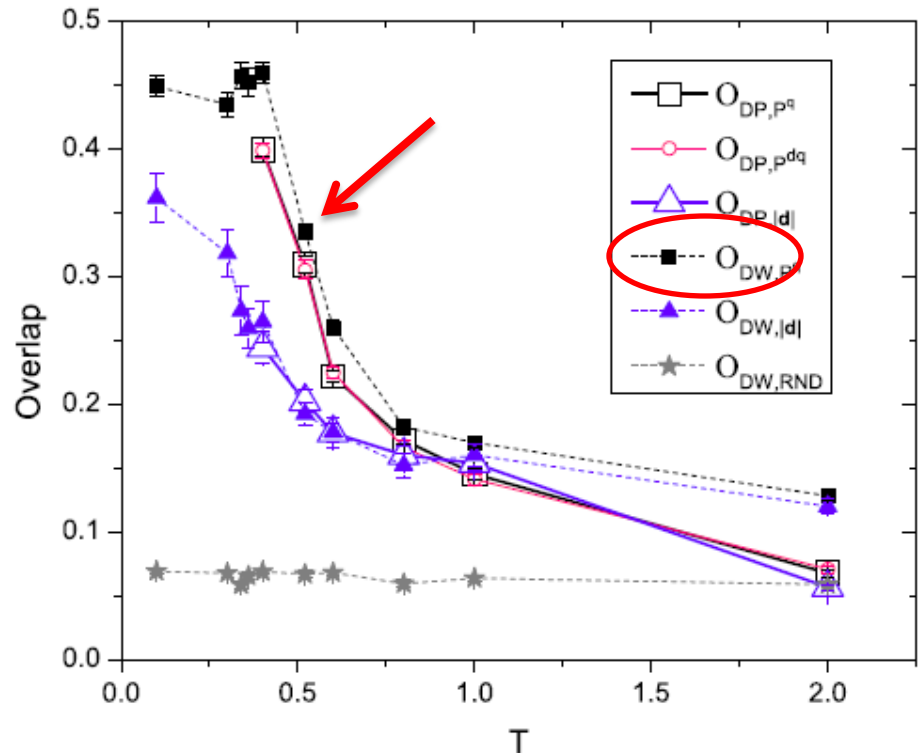 0.5
0.4
0.3
0.2
0.1
0.0
Overlap
0.0
0.5
1.0
1.5
2.0
T
O_DP,P^q
O_DP,P^dq
O_DP,|d|
O_DW,
O_DW,|d|
O_DW,RND